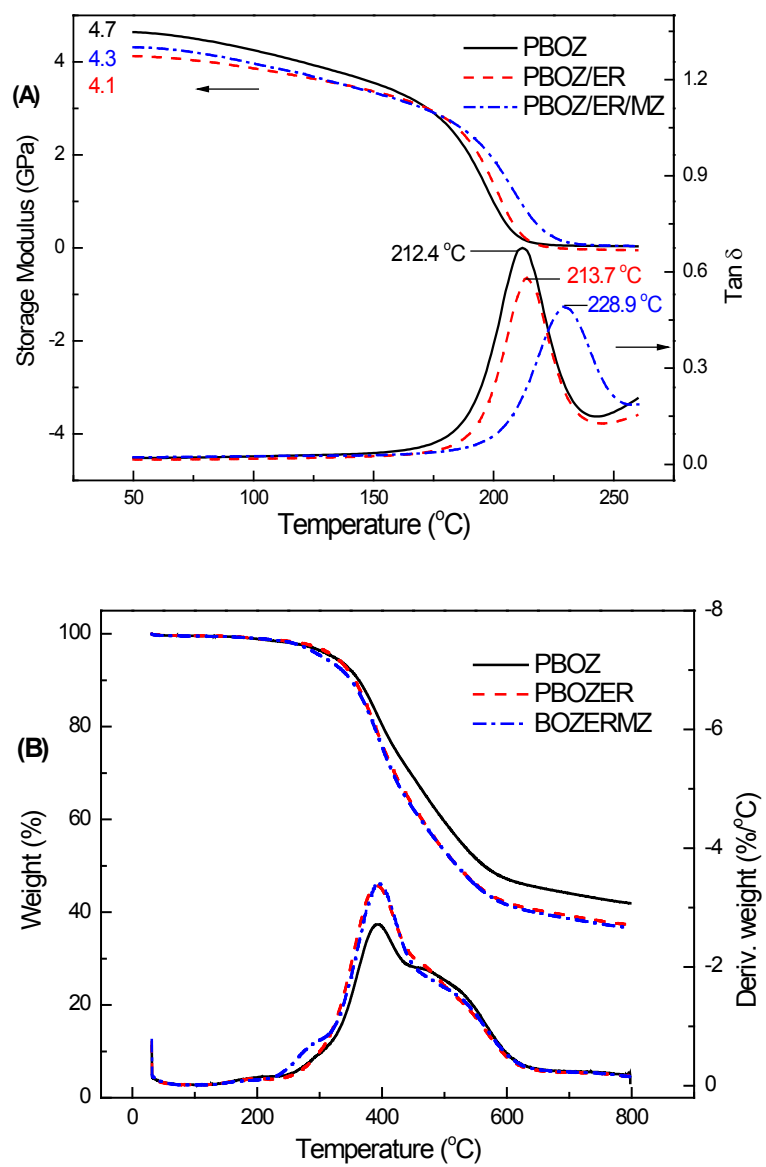 4.7
4.3
4.1
PBOZ
PBOZ/ER
PBOZ/ER/MZ
(A)
Storage Modulus (GPa)
4
2
0
-2
-4
Tan δ
1.2
0.9
0.6
0.3
0.0
212.4 °C
213.7 °C
228.9 °C
50 100 150 200 250
Temperature (°C)
(B)
Weight (%)
100
80
60
40
20
0
PBOZ
PBOZER
BOZERMZ
Deriv. weight (%/°C)
-8
-6
-4
-2
0
0 200 400 600 800
Temperature (°C)